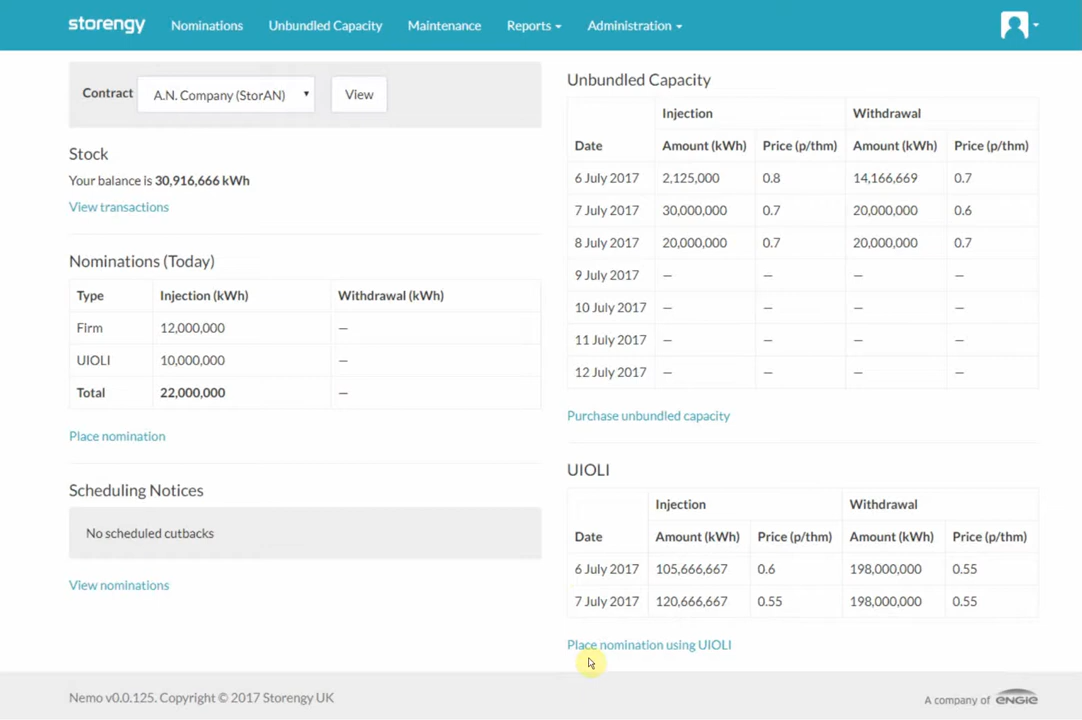 storengy Nominations Unbundled Capacity Maintenance Reports Administration
Contract A.N. Company (StorAN) View
Stock
Your balance is 30,916,666 kWh
View transactions
Nominations (Today)
Type Injection (kWh) Withdrawal (kWh)
Firm 12,000,000 —
UIOLI 10,000,000 —
Total 22,000,000 —
Place nomination
Scheduling Notices
No scheduled cutbacks
View nominations
Unbundled Capacity
Injection Withdrawal
Date Amount (kWh) Price (p/thm) Amount (kWh) Price (p/thm)
6 July 2017 2,125,000 0.8 14,166,669 0.7
7 July 2017 30,000,000 0.7 20,000,000 0.6
8 July 2017 20,000,000 0.7 20,000,000 0.7
9 July 2017 — — — —
10 July 2017 — — — —
11 July 2017 — — — —
12 July 2017 — — — —
Purchase unbundled capacity
UIOLI
Injection Withdrawal
Date Amount (kWh) Price (p/thm) Amount (kWh) Price (p/thm)
6 July 2017 105,666,667 0.6 198,000,000 0.55
7 July 2017 120,666,667 0.55 198,000,000 0.55
Place nomination using UIOLI
Nemo v0.0.125. Copyright © 2017 Storengy UK
A company of ENGIE